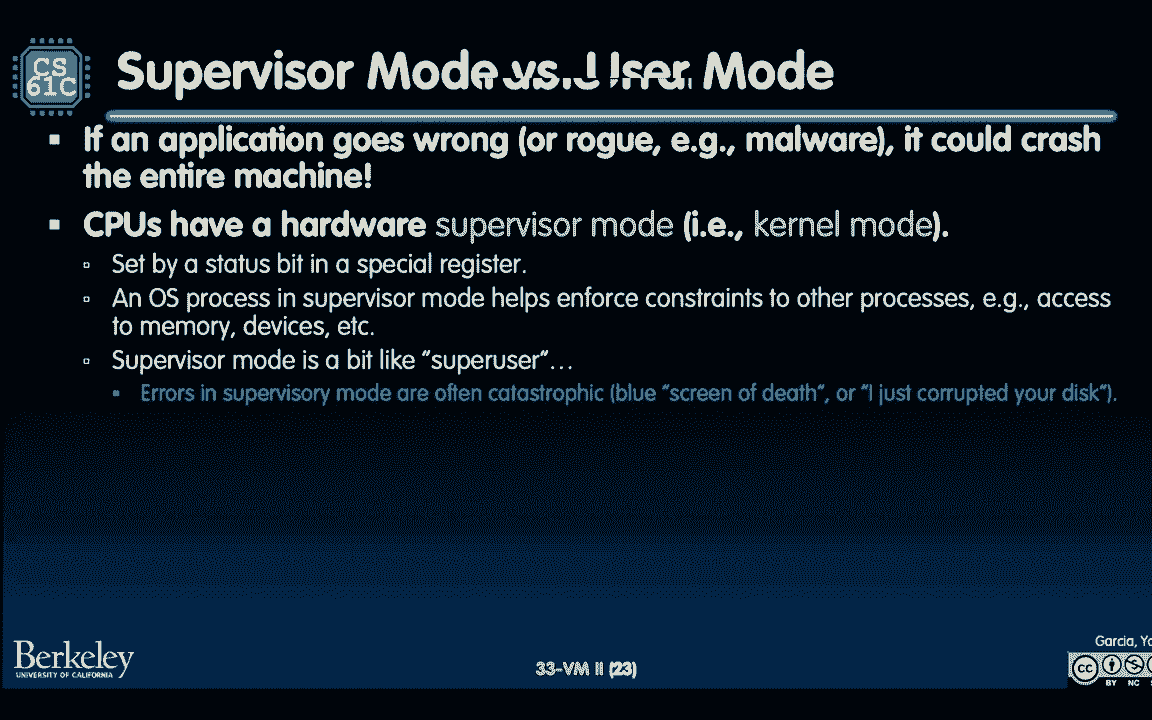 CS
61C
Supervisor Mode vs. User Mode
▪ If an application goes wrong (or rogue, e.g., malware), it could crash
the entire machine!
▪ CPUs have a hardware supervisor mode (i.e., kernel mode).
▫ Set by a status bit in a special register.
▫ An OS process in supervisor mode helps enforce constraints to other processes, e.g., access
to memory, devices, etc.
▫ Supervisor mode is a bit like “superuser”…
▪ Errors in supervisory mode are often catastrophic (blue “screen of death”, or “I just corrupted your disk”).
Berkeley
UNIVERSITY OF CALIFORNIA
33-VM II (23)
Garcia,
cc
BY NC